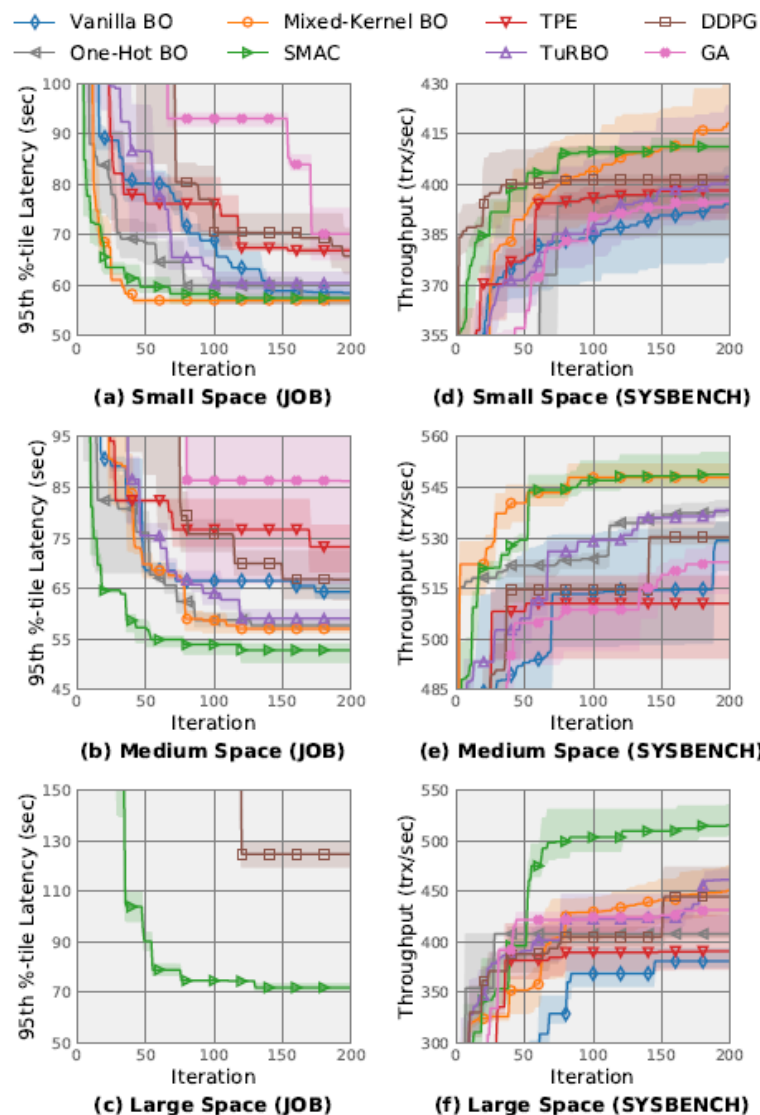 Vanilla BO Mixed-Kernel BO TPE DDPG
One-Hot BO SMAC TuRBO GA
95th %-tile Latency (sec)
100
90
80
70
60
50
0 50 100 150 200
Iteration
(a) Small Space (JOB)
Throughput (trx/sec)
430
415
400
385
370
355
0 50 100 150 200
Iteration
(d) Small Space (SYSBENCH)
95th %-tile Latency (sec)
95
85
75
65
55
45
0 50 100 150 200
Iteration
(b) Medium Space (JOB)
Throughput (trx/sec)
560
545
530
515
500
485
0 50 100 150 200
Iteration
(e) Medium Space (SYSBENCH)
95th %-tile Latency (sec)
150
130
110
90
70
50
0 50 100 150 200
Iteration
(c) Large Space (JOB)
Throughput (trx/sec)
550
500
450
400
350
300
0 50 100 150 200
Iteration
(f) Large Space (SYSBENCH)